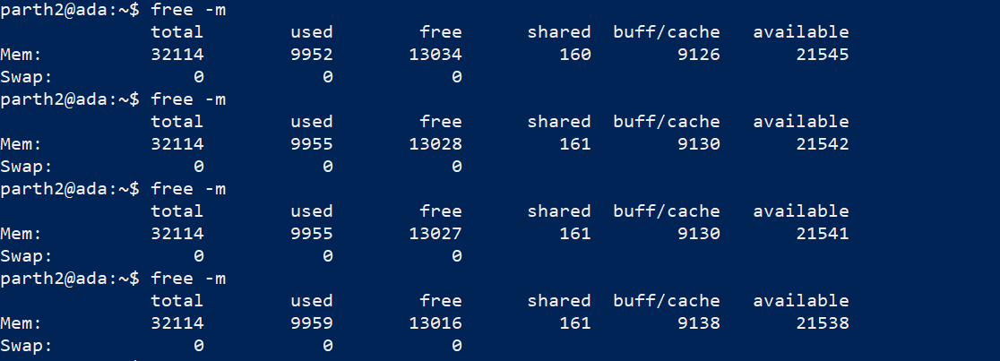 parth2@ada:~$ free -m
total used free shared buff/cache available
Mem: 32114 9952 13034 160 9126 21545
Swap: 0 0 0
parth2@ada:~$ free -m
total used free shared buff/cache available
Mem: 32114 9955 13028 161 9130 21542
Swap: 0 0 0
parth2@ada:~$ free -m
total used free shared buff/cache available
Mem: 32114 9955 13027 161 9130 21541
Swap: 0 0 0
parth2@ada:~$ free -m
total used free shared buff/cache available
Mem: 32114 9959 13016 161 9138 21538
Swap: 0 0 0